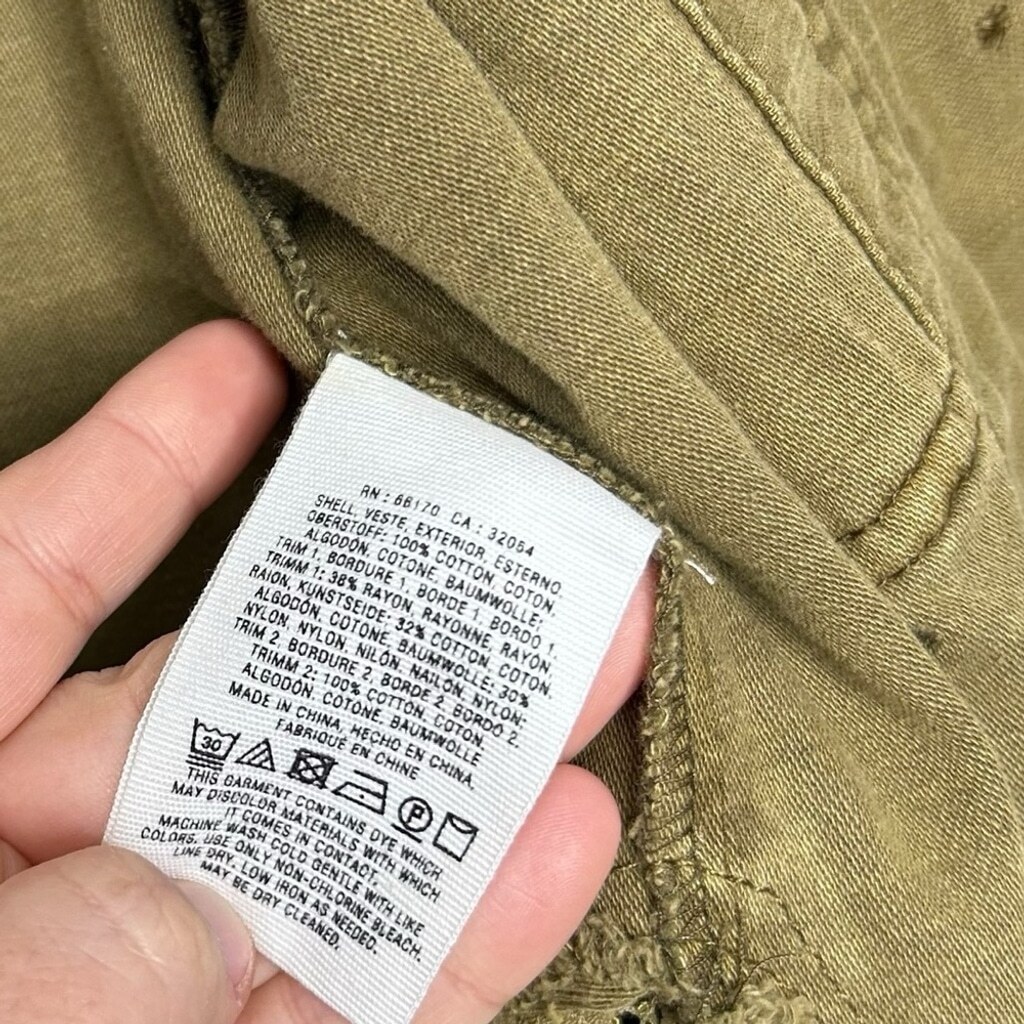 RN : 66170 CA : 32054
SHELL, VESTE, EXTERIOR, ESTERNO,
OBERSTOFF: 100% COTTON, COTON,
ALGODÓN, COTONE, BAUMWOLLE;
TRIM 1, BORDURE 1, BORDE 1, BORDO 1,
TRIMM 1: 38% RAYON, RAYONNE, RAYÓN,
RAION, KUNSTSEIDE; 32% COTTON, COTON,
ALGODÓN, COTONE, BAUMWOLLE; 30%
NYLON, NYLON, NILÓN, NAILON, NYLON;
TRIM 2, BORDURE 2, BORDE 2, BORDO 2,
TRIMM 2: 100% COTTON, COTON,
ALGODÓN, COTONE, BAUMWOLLE
MADE IN CHINA, HECHO EN CHINA,
FABRIQUÉ EN CHINE
30 P
THIS GARMENT CONTAINS DYE WHICH
MAY DISCOLOR MATERIALS WITH WHICH
IT COMES IN CONTACT.
MACHINE WASH COLD GENTLE WITH LIKE
COLORS. USE ONLY NON-CHLORINE BLEACH.
LINE DRY. LOW IRON AS NEEDED.
MAY BE DRY CLEANED.